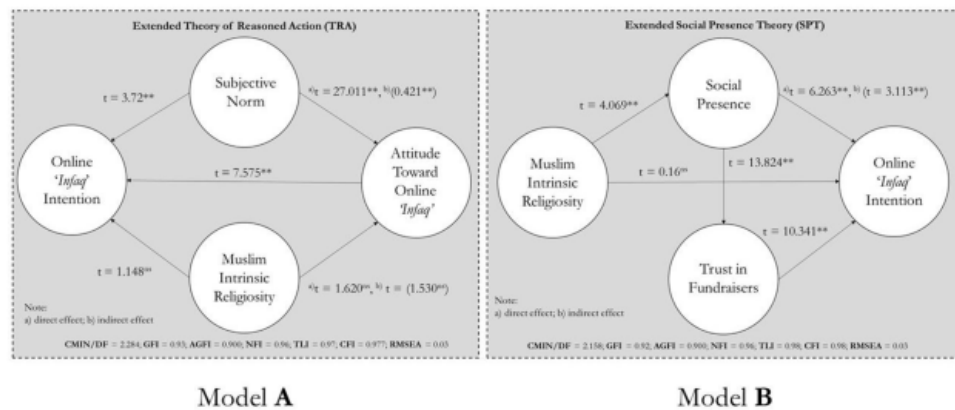 Extended Theory of Reasoned Action (TRA)
Subjective
Norm
t = 3.72**
a)t = 27.011**, b)(0.421**)
Online
'Infaq'
Intention
t = 7.575**
Attitude
Toward
Online
'Infaq'
Muslim
Intrinsic
Religiosity
t = 1.148ns
a)t = 1.620ns, b) t = (1.530ns)
Note:
a) direct effect; b) indirect effect
CMIN/DF = 2.284; GFI = 0.93; AGFI = 0.900; NFI = 0.96; TLI = 0.97; CFI = 0.977; RMSEA = 0.03
Model A
Extended Social Presence Theory (SPT)
Social
Presence
t = 4.069**
a)t = 6.263**, b) (t = 3.113**)
Muslim
Intrinsic
Religiosity
t = 0.16ns
t = 13.824**
Online
'Infaq'
Intention
Trust in
Fundraisers
t = 10.341**
Note:
a) direct effect; b) indirect effect
CMIN/DF = 2.158; GFI = 0.92; AGFI = 0.900; NFI = 0.96; TLI = 0.98; CFI = 0.98; RMSEA = 0.03
Model B